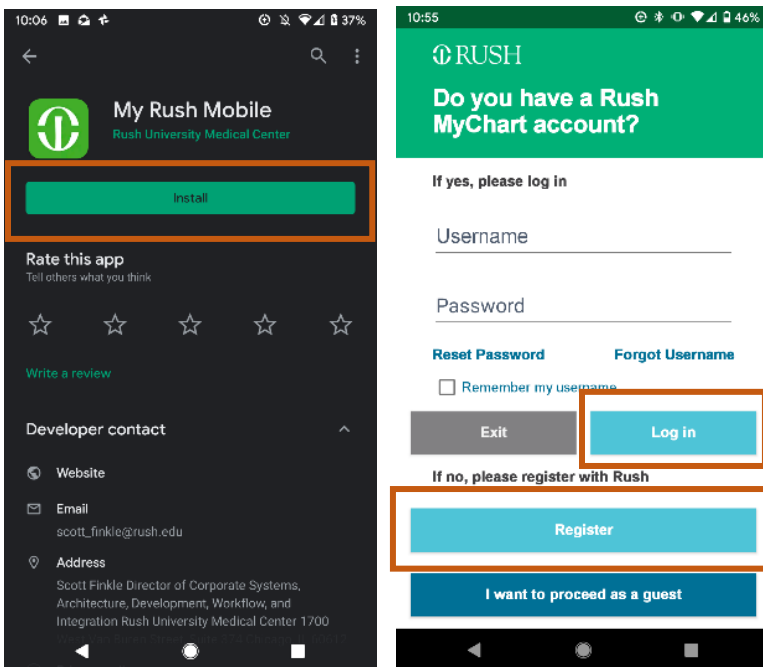 10:06
37%
My Rush Mobile
Rush University Medical Center
Install
Rate this app
Tell others what you think
Write a review
Developer contact
Website
Email
scott_finkle@rush.edu
Address
Scott Finkle Director of Corporate Systems,
Architecture, Development, Workflow, and
Integration Rush University Medical Center 1700
10:55
46%
RUSH
Do you have a Rush
MyChart account?
If yes, please log in
Username
Password
Reset Password
Forgot Username
Remember my username
Exit
Log in
If no, please register with Rush
Register
I want to proceed as a guest